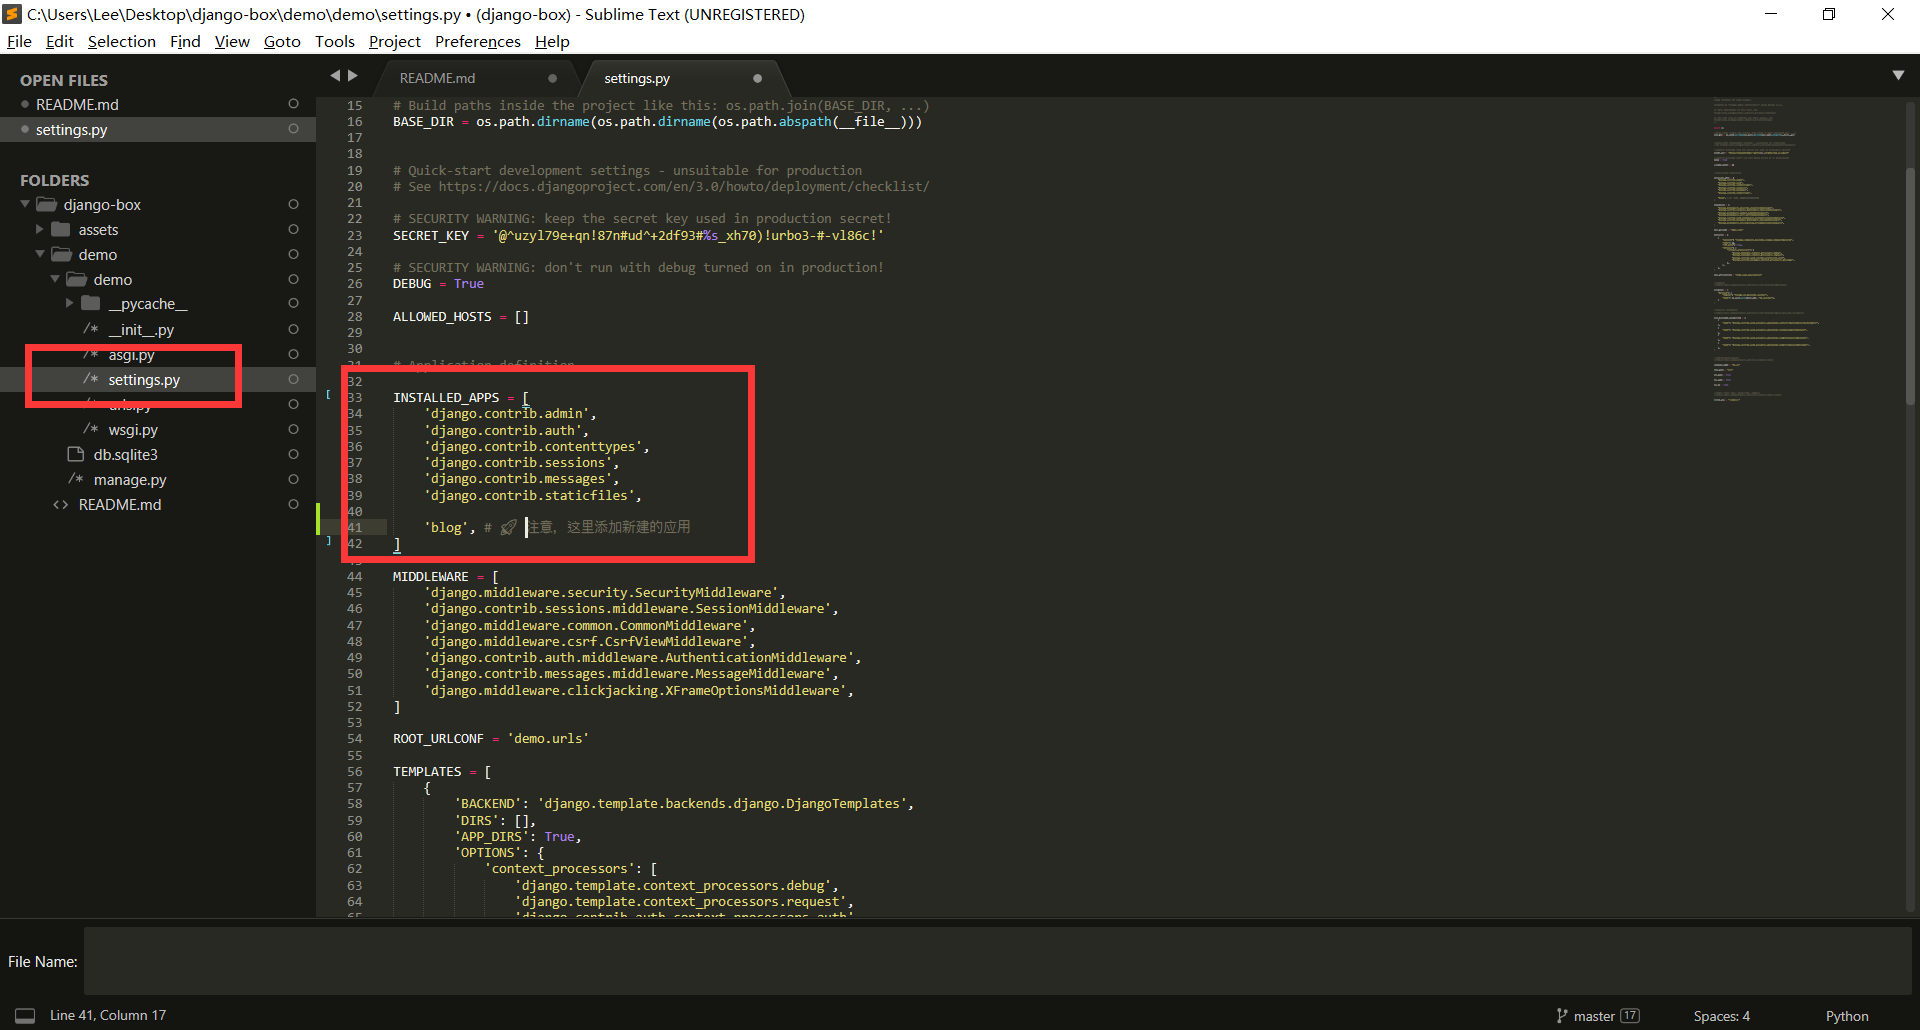 C:\Users\Lee\Desktop\django-box\demo\demo\settings.py • (django-box) - Sublime Text (UNREGISTERED)
File Edit Selection Find View Goto Tools Project Preferences Help
OPEN FILES
README.md
settings.py
FOLDERS
django-box
assets
demo
demo
__pycache__
/* __init__.py
/* asgi.py
/* settings.py
/* urls.py
/* wsgi.py
db.sqlite3
/* manage.py
<> README.md
README.md
settings.py
15 # Build paths inside the project like this: os.path.join(BASE_DIR, ...)
16 BASE_DIR = os.path.dirname(os.path.dirname(os.path.abspath(__file__)))
17
18
19 # Quick-start development settings - unsuitable for production
20 # See https://docs.djangoproject.com/en/3.0/howto/deployment/checklist/
21
22 # SECURITY WARNING: keep the secret key used in production secret!
23 SECRET_KEY = '@^uzyl79e+qn!87n#ud^+2df93#%s_xh70)!urbo3-#-vl86c!'
24
25 # SECURITY WARNING: don't run with debug turned on in production!
26 DEBUG = True
27
28 ALLOWED_HOSTS = []
29
30
31 # Application definition
32
33 INSTALLED_APPS = [
34 'django.contrib.admin',
35 'django.contrib.auth',
36 'django.contrib.contenttypes',
37 'django.contrib.sessions',
38 'django.contrib.messages',
39 'django.contrib.staticfiles',
40
41 'blog', # 🚀 注意，这里添加新建的应用
42 ]
43
44 MIDDLEWARE = [
45 'django.middleware.security.SecurityMiddleware',
46 'django.contrib.sessions.middleware.SessionMiddleware',
47 'django.middleware.common.CommonMiddleware',
48 'django.middleware.csrf.CsrfViewMiddleware',
49 'django.contrib.auth.middleware.AuthenticationMiddleware',
50 'django.contrib.messages.middleware.MessageMiddleware',
51 'django.middleware.clickjacking.XFrameOptionsMiddleware',
52 ]
53
54 ROOT_URLCONF = 'demo.urls'
55
56 TEMPLATES = [
57 {
58 'BACKEND': 'django.template.backends.django.DjangoTemplates',
59 'DIRS': [],
60 'APP_DIRS': True,
61 'OPTIONS': {
62 'context_processors': [
63 'django.template.context_processors.debug',
64 'django.template.context_processors.request',
65 'django.contrib.auth.context_processors.auth'
File Name:
Line 41, Column 17
master 17
Spaces: 4
Python